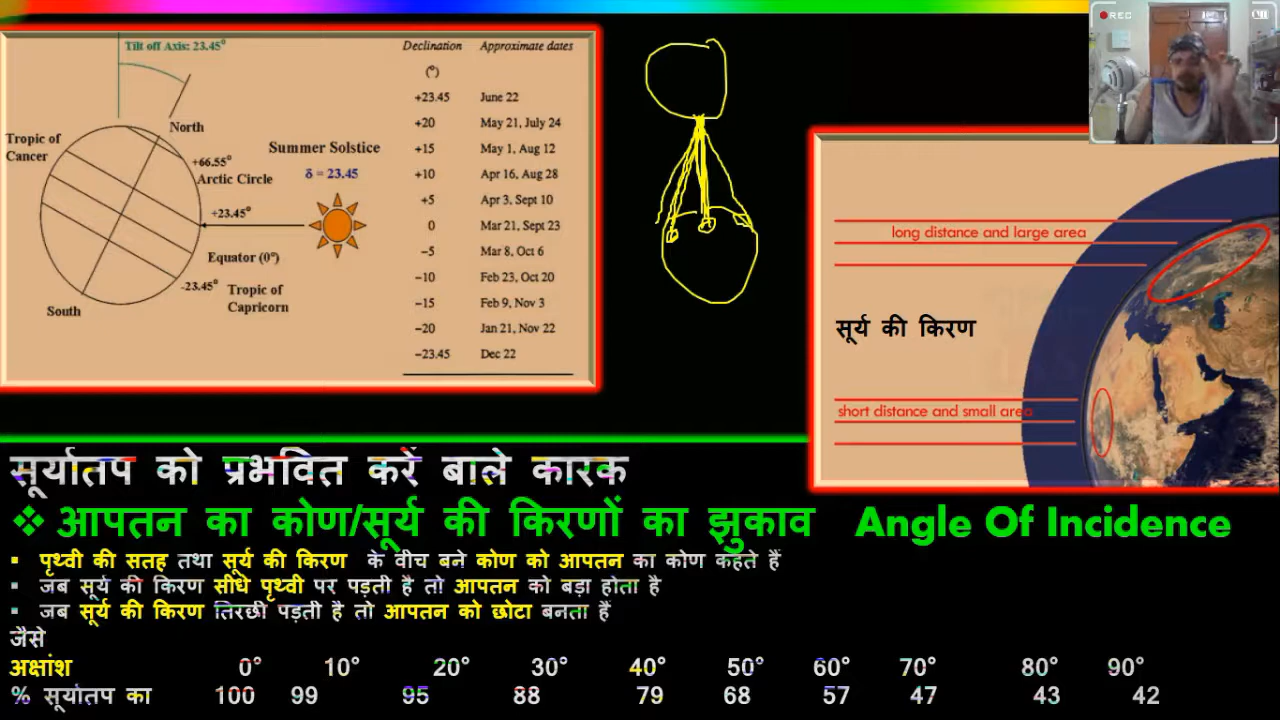 REC
Tilt off Axis: 23.45°
North
Tropic of
Cancer
+66.55°
Arctic Circle
Summer Solstice
δ = 23.45
+23.45°
Equator (0°)
-23.45° Tropic of
Capricorn
South
Declination Approximate dates
(°)
+23.45 June 22
+20 May 21, July 24
+15 May 1, Aug 12
+10 Apr 16, Aug 28
+5 Apr 3, Sept 10
0 Mar 21, Sept 23
−5 Mar 8, Oct 6
−10 Feb 23, Oct 20
−15 Feb 9, Nov 3
−20 Jan 21, Nov 22
−23.45 Dec 22
long distance and large area
सूर्य की किरण
short distance and small area
सूर्यातप को प्रभवित करें बाले कारक
❖ आपतन का कोण/सूर्य की किरणों का झुकाव Angle Of Incidence
▪ पृथ्वी की सतह तथा सूर्य की किरण के वीच बने कोण को आपतन का कोण कहते हैं
▪ जब सूर्य की किरण सीधे पृथ्वी पर पड़ती है तो आपतन को बड़ा होता है
▪ जब सूर्य की किरण तिरछी पड़ती है तो आपतन को छोटा बनता हैं
जैसे
अक्षांश 0° 10° 20° 30° 40° 50° 60° 70° 80° 90°
% सूर्यातप का 100 99 95 88 79 68 57 47 43 42